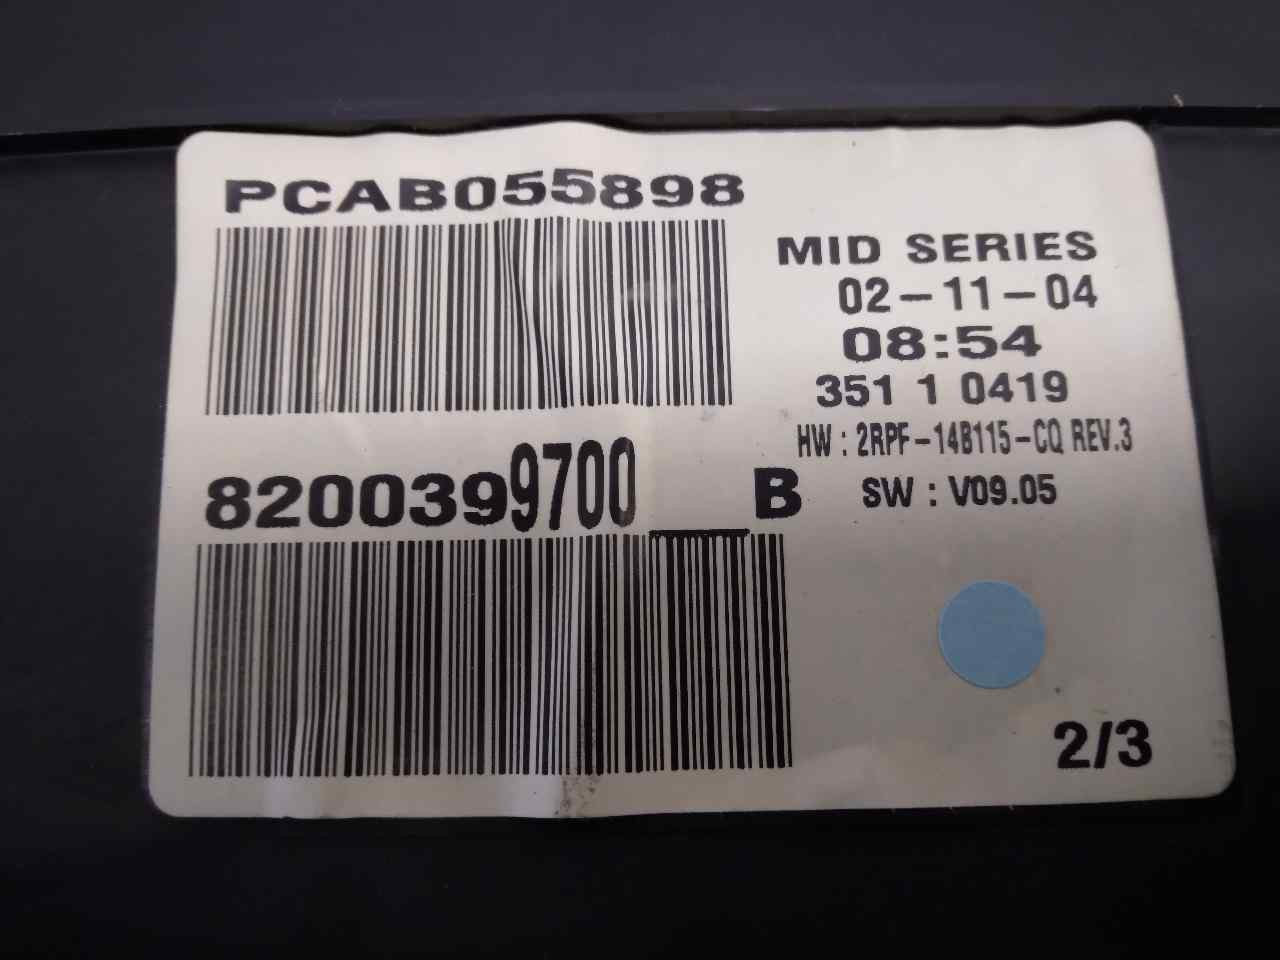 PCAB055898
MID SERIES
02-11-04
08:54
351 1 0419
HW : 2RPF-14B115-CQ REV.3
SW : V09.05
8200399700__B
2/3